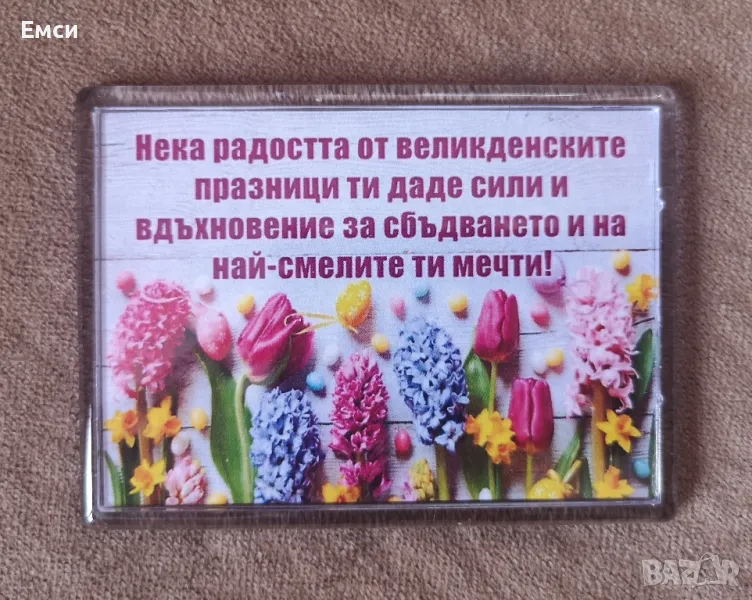 Емси
Нека радостта от великденските
празници ти даде сили и
вдъхновение за сбъдването и на
най-смелите ти мечти!
BAZAR